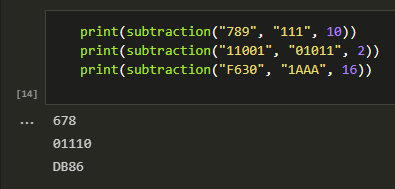 print(subtraction("789", "111", 10))
print(subtraction("11001", "01011", 2))
print(subtraction("F630", "1AAA", 16))
[14]
... 678
01110
DB86